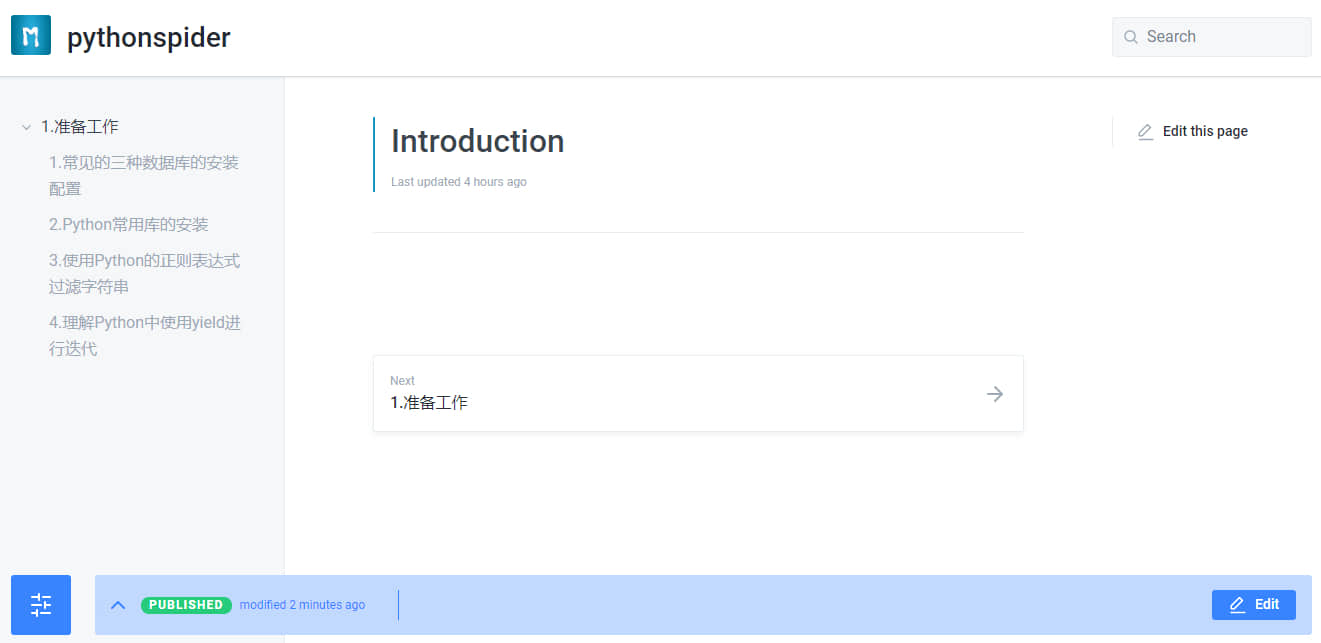 pythonspider
Search
1.准备工作
1.常见的三种数据库的安装
配置
2.Python常用库的安装
3.使用Python的正则表达式
过滤字符串
4.理解Python中使用yield进
行迭代
Introduction
Last updated 4 hours ago
Edit this page
Next
1.准备工作
PUBLISHED modified 2 minutes ago
Edit